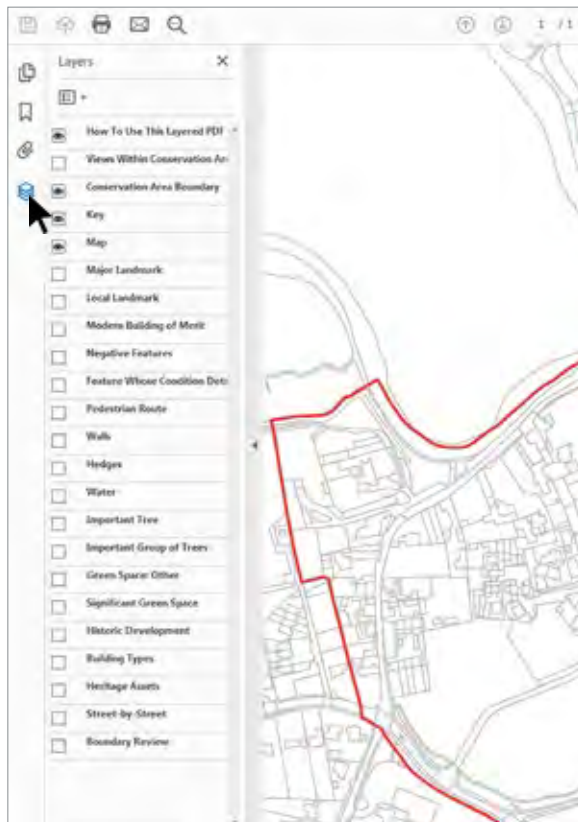 1 / 1
Layers
How To Use This Layered PDF
Views Within Conservation Are
Conservation Area Boundary
Key
Map
Major Landmark
Local Landmark
Modern Building of Merit
Negative Features
Feature Whose Condition Detr
Pedestrian Route
Walls
Hedges
Water
Important Tree
Important Group of Trees
Green Space: Other
Significant Green Space
Historic Development
Building Types
Heritage Assets
Street-by-Street
Boundary Review